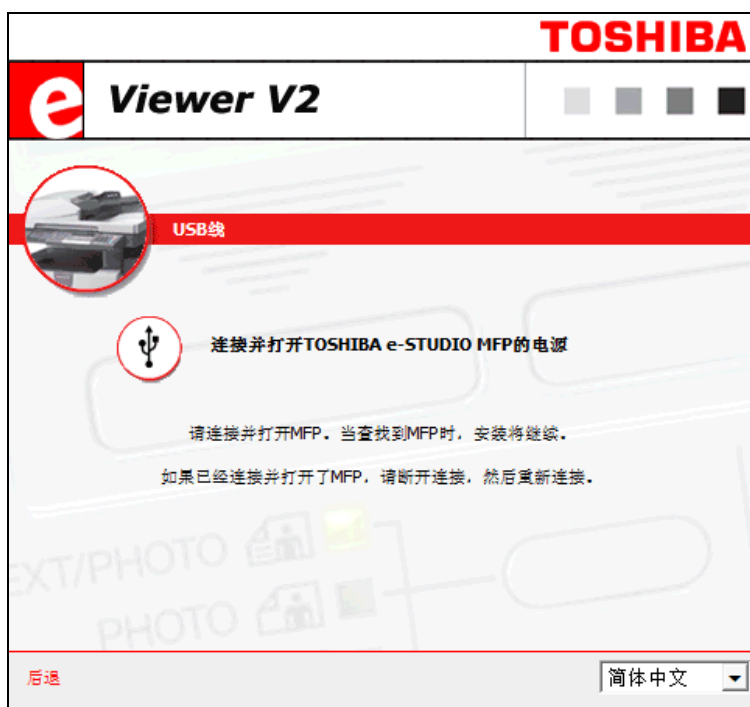 TOSHIBA
e Viewer V2
USB线
连接并打开TOSHIBA e-STUDIO MFP的电源
请连接并打开MFP。当查找到MFP时，安装将继续。
如果已经连接并打开了MFP，请断开连接，然后重新连接。
EXT/PHOTO
PHOTO
后退
简体中文